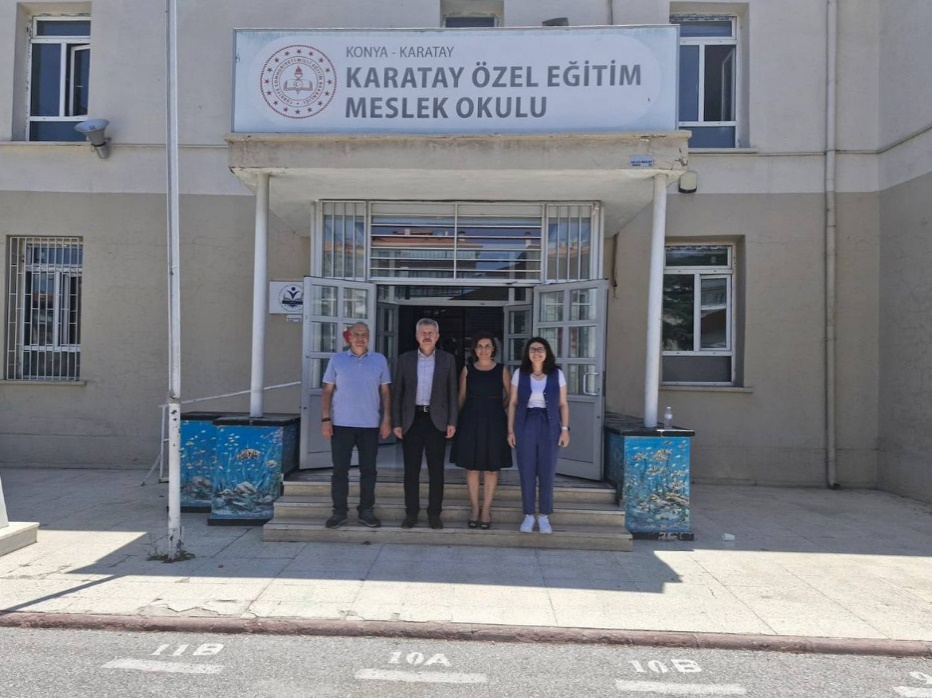 KONYA - KARATAY
KARATAY ÖZEL EĞİTİM
MESLEK OKULU
11B
10A
10B